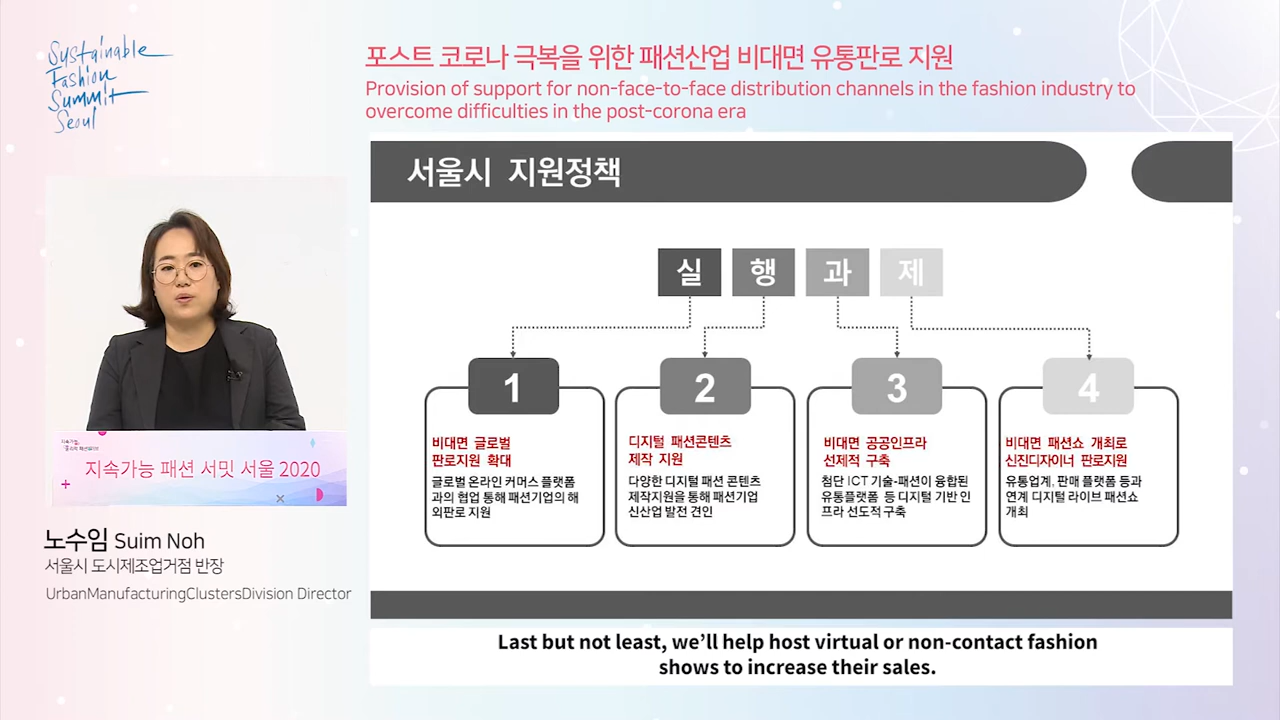 Sustainable
Fashion
Summit
Seoul
포스트 코로나 극복을 위한 패션산업 비대면 유통판로 지원
Provision of support for non-face-to-face distribution channels in the fashion industry to
overcome difficulties in the post-corona era
서울시 지원정책
실 행 과 제
1
비대면 글로벌
판로지원 확대
글로벌 온라인 커머스 플랫폼
과의 협업 통해 패션기업의 해
외판로 지원
2
디지털 패션콘텐츠
제작 지원
다양한 디지털 패션 콘텐츠
제작지원을 통해 패션기업
신산업 발전 견인
3
비대면 공공인프라
선제적 구축
첨단 ICT 기술-패션이 융합된
유통플랫폼 등 디지털 기반 인
프라 선도적 구축
4
비대면 패션쇼 개최로
신진디자이너 판로지원
유통업계, 판매 플랫폼 등과
연계 디지털 라이브 패션쇼
개최
지속가능 패션 서밋 서울 2020
노수임 Suim Noh
서울시 도시제조업거점 반장
UrbanManufacturingClustersDivision Director
Last but not least, we’ll help host virtual or non-contact fashion
shows to increase their sales.